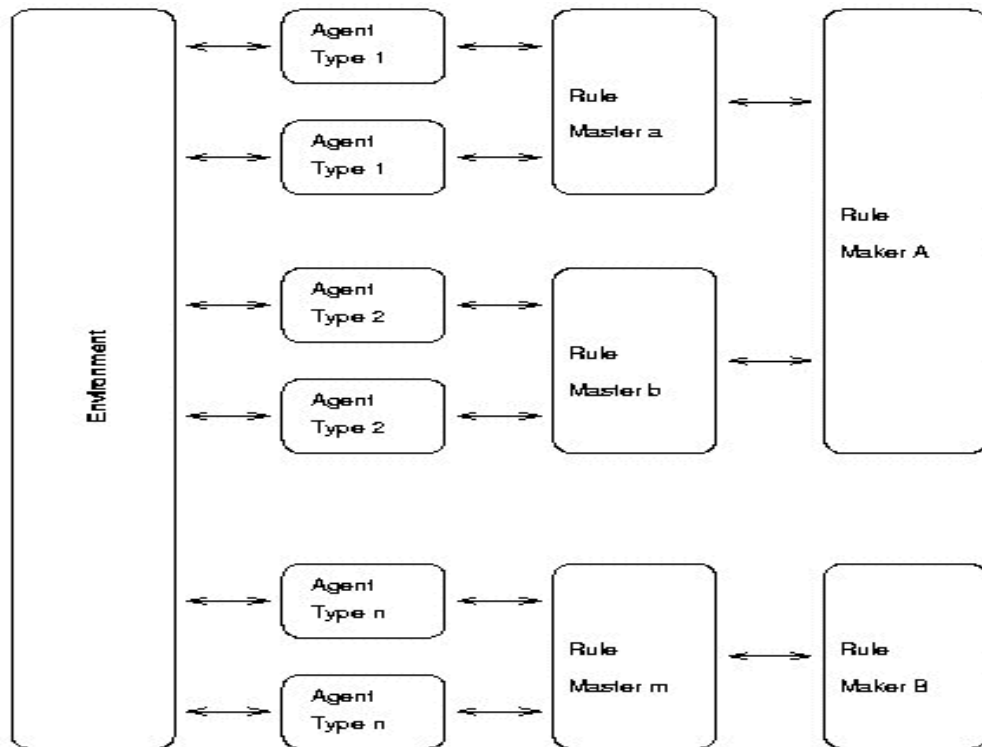 Environment
Agent
Type 1
Agent
Type 1
Rule
Master a
Agent
Type 2
Agent
Type 2
Rule
Master b
Rule
Maker A
Agent
Type n
Agent
Type n
Rule
Master m
Rule
Maker B